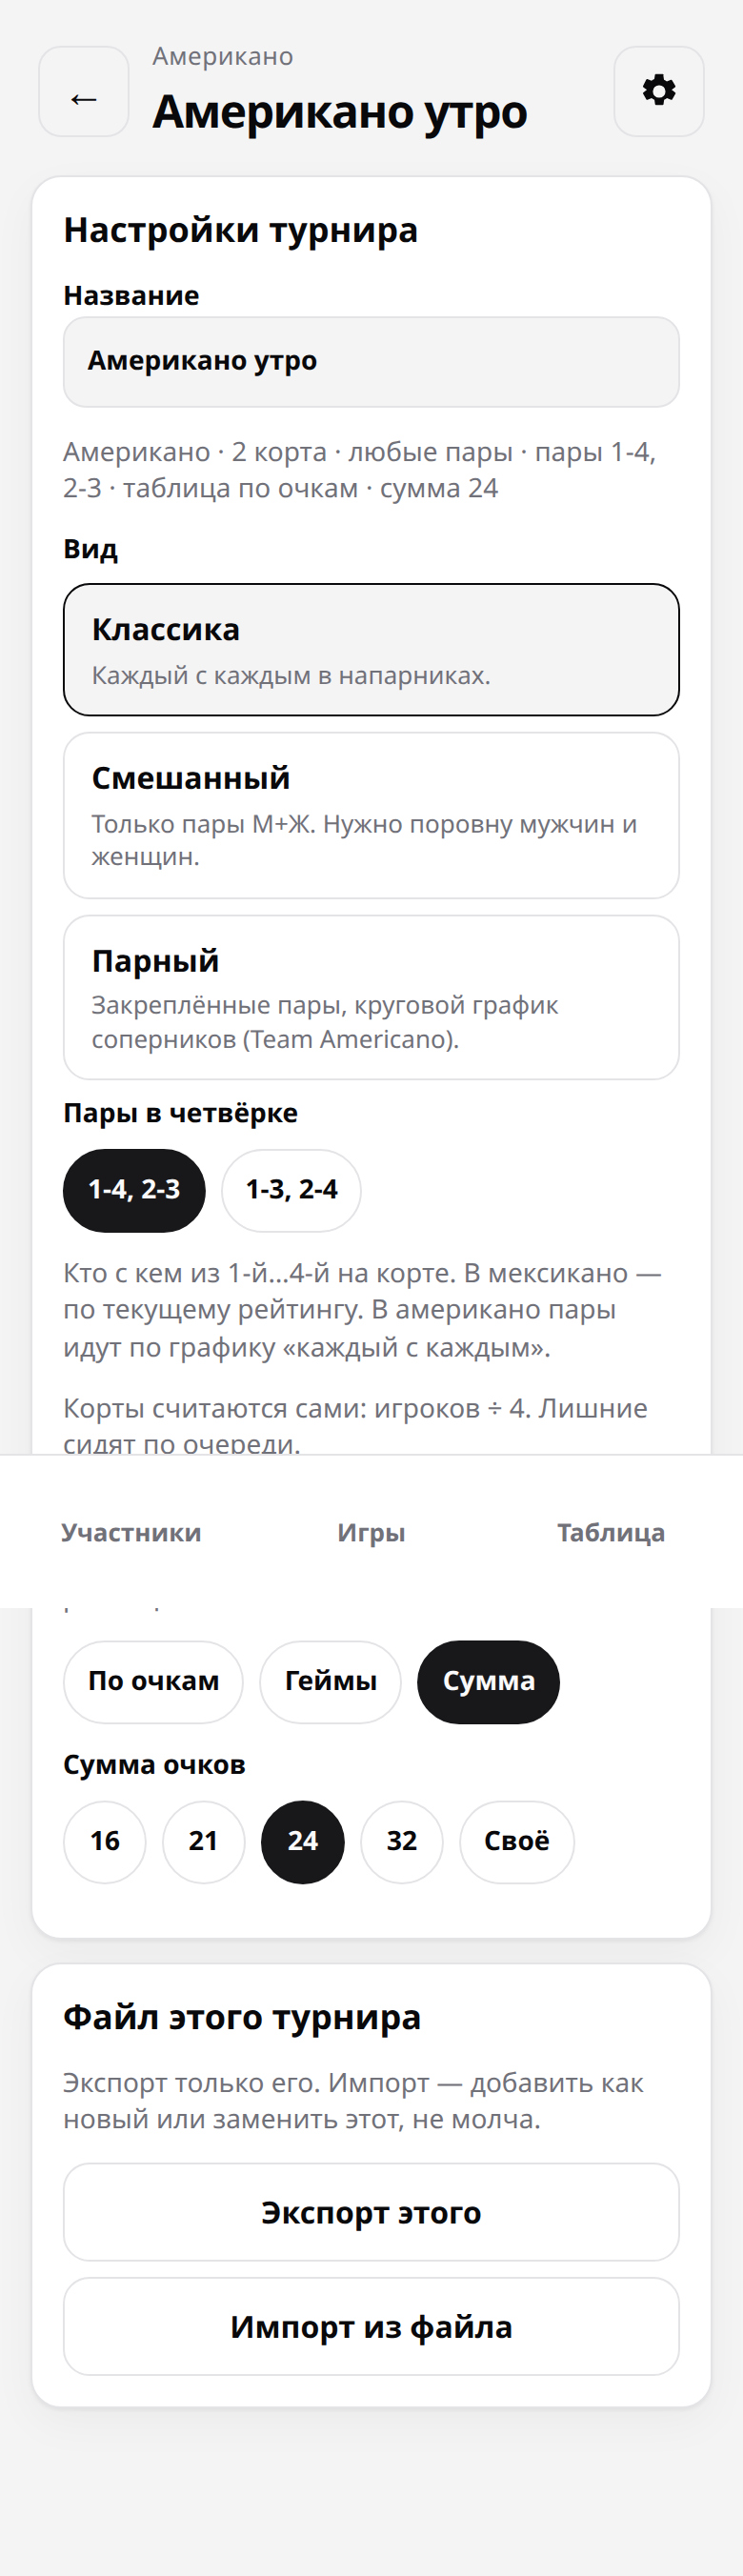 ←
Американо
Американо утро
Настройки турнира
Название
Американо утро
Американо · 2 корта · любые пары · пары 1-4,
2-3 · таблица по очкам · сумма 24
Вид
Классика
Каждый с каждым в напарниках.
Смешанный
Только пары М+Ж. Нужно поровну мужчин и
женщин.
Парный
Закреплённые пары, круговой график
соперников (Team Americano).
Пары в четвёрке
1-4, 2-3
1-3, 2-4
Кто с кем из 1-й…4-й на корте. В мексикано —
по текущему рейтингу. В американо пары
идут по графику «каждый с каждым».
Корты считаются сами: игроков ÷ 4. Лишние
сидят по очереди.
Участники
Игры
Таблица
По очкам
Геймы
Сумма
Сумма очков
16
21
24
32
Своё
Файл этого турнира
Экспорт только его. Импорт — добавить как
новый или заменить этот, не молча.
Экспорт этого
Импорт из файла